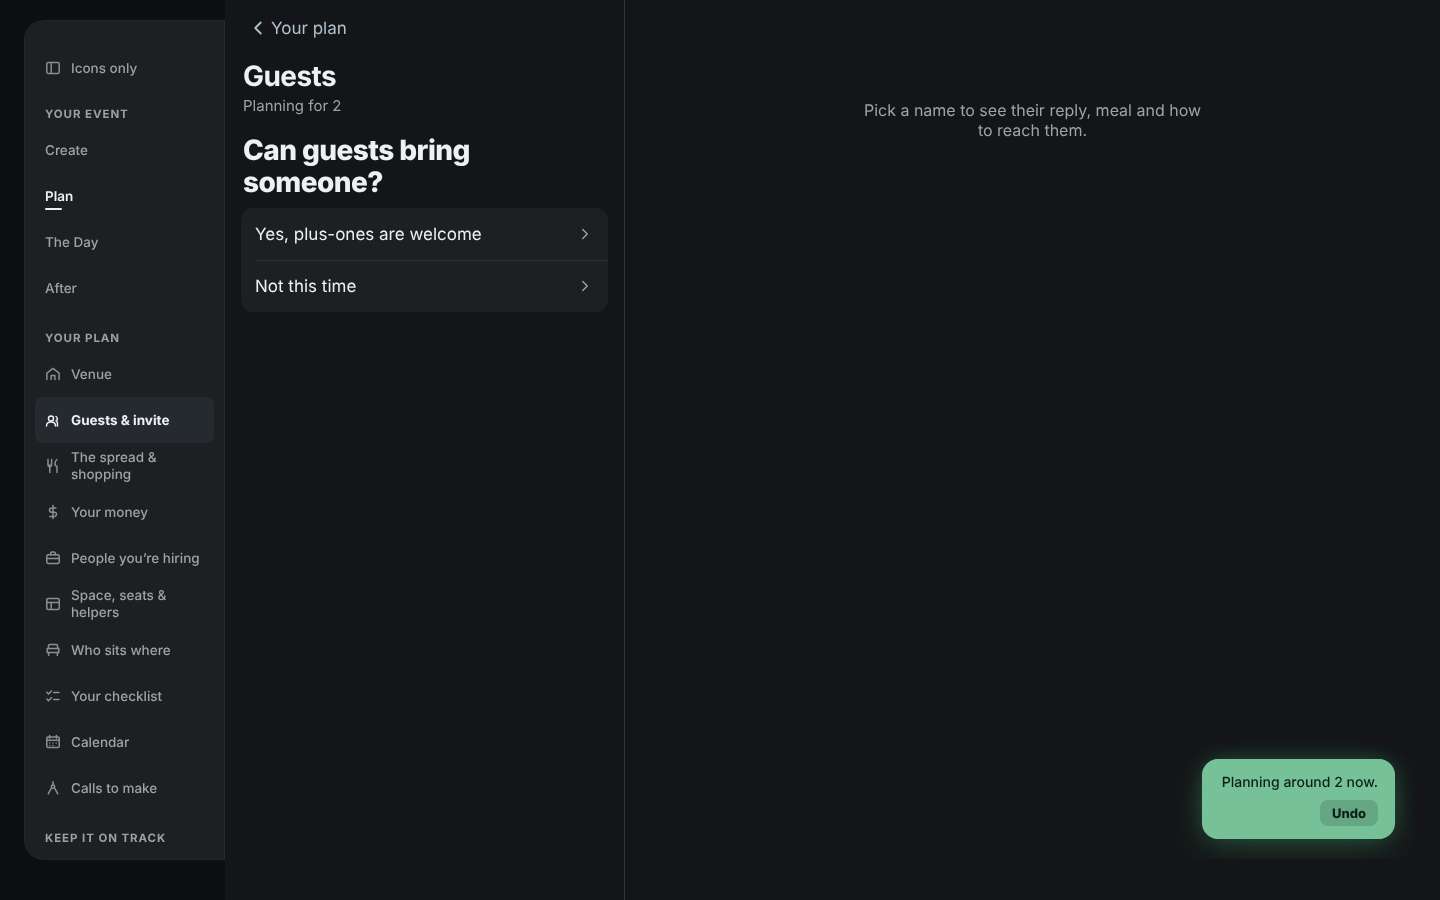 Icons only
YOUR EVENT
Create
Plan
The Day
After
YOUR PLAN
Venue
Guests & invite
The spread &
shopping
Your money
People you’re hiring
Space, seats &
helpers
Who sits where
Your checklist
Calendar
Calls to make
KEEP IT ON TRACK
Your plan
Guests
Planning for 2
Can guests bring
someone?
Yes, plus-ones are welcome
Not this time
Pick a name to see their reply, meal and how
to reach them.
Planning around 2 now.
Undo